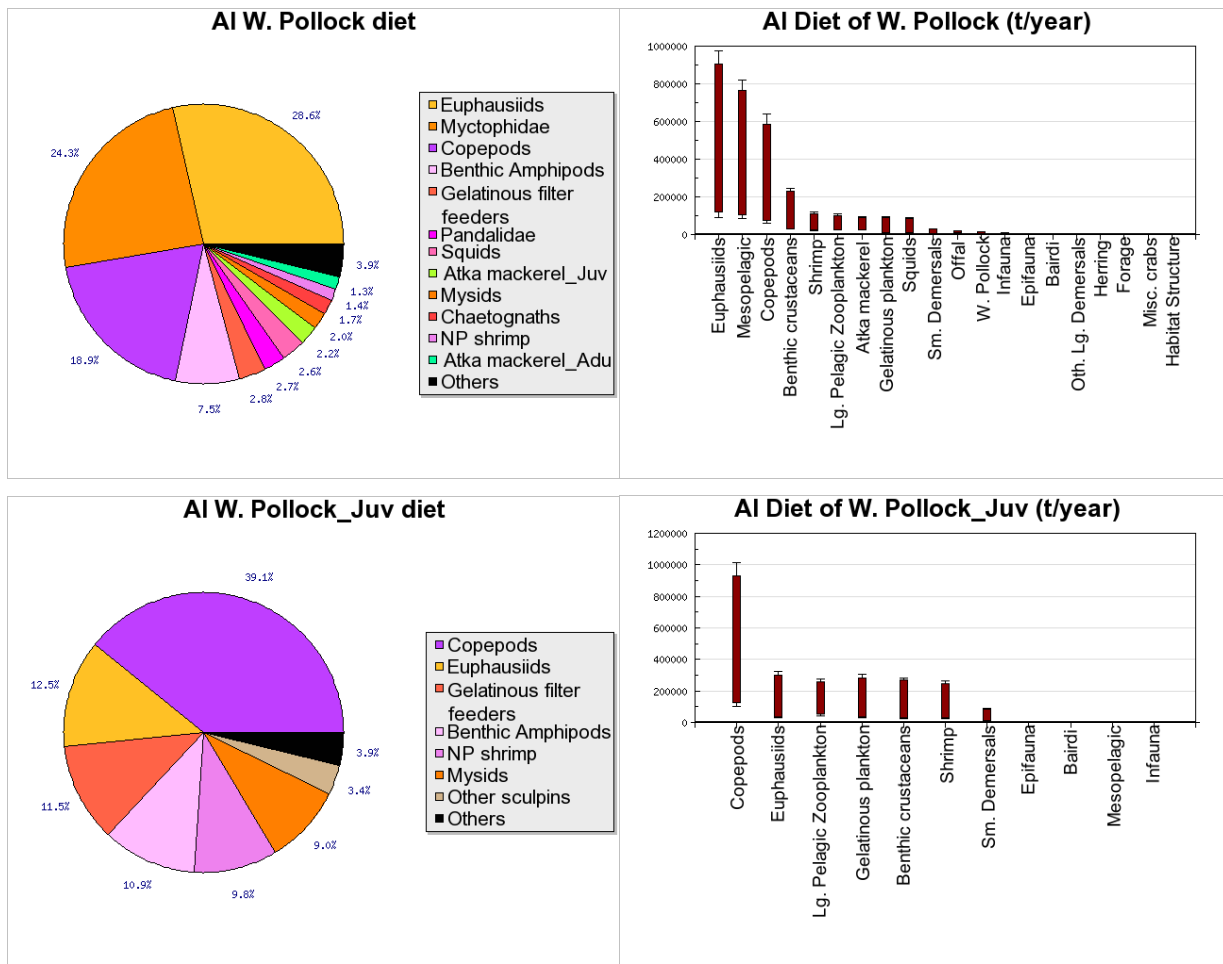 AI W. Pollock diet
28.6%
24.3%
18.9%
7.5%
2.8%
2.7%
2.6%
2.2%
2.0%
1.7%
1.4%
1.3%
3.9%
Euphausiids
Myctophidae
Copepods
Benthic Amphipods
Gelatinous filter
feeders
Pandalidae
Squids
Atka mackerel_Juv
Mysids
Chaetognaths
NP shrimp
Atka mackerel_Adu
Others
AI Diet of W. Pollock (t/year)
1000000
800000
600000
400000
200000
0
Euphausiids
Mesopelagic
Copepods
Benthic crustaceans
Shrimp
Lg. Pelagic Zooplankton
Atka mackerel
Gelatinous plankton
Squids
Sm. Demersals
Offal
W. Pollock
Infauna
Epifauna
Bairdi
Oth. Lg. Demersals
Herring
Forage
Misc. crabs
Habitat Structure
AI W. Pollock_Juv diet
39.1%
12.5%
11.5%
10.9%
9.8%
9.0%
3.4%
3.9%
Copepods
Euphausiids
Gelatinous filter
feeders
Benthic Amphipods
NP shrimp
Mysids
Other sculpins
Others
AI Diet of W. Pollock_Juv (t/year)
1200000
1000000
800000
600000
400000
200000
0
Copepods
Euphausiids
Lg. Pelagic Zooplankton
Gelatinous plankton
Benthic crustaceans
Shrimp
Sm. Demersals
Epifauna
Bairdi
Mesopelagic
Infauna